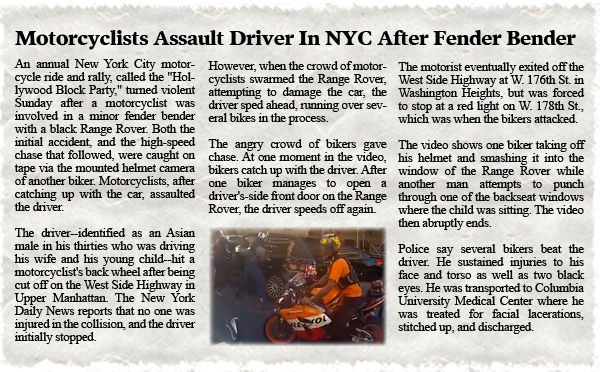 Motorcyclists Assault Driver In NYC After Fender Bender
An annual New York City motor-
cycle ride and rally, called the "Hol-
lywood Block Party," turned violent
Sunday after a motorcyclist was
involved in a minor fender bender
with a black Range Rover. Both the
initial accident, and the high-speed
chase that followed, were caught on
tape via the mounted helmet camera
of another biker. Motorcyclists, after
catching up with the car, assaulted
the driver.
The driver--identified as an Asian
male in his thirties who was driving
his wife and his young child--hit a
motorcyclist's back wheel after being
cut off on the West Side Highway in
Upper Manhattan. The New York
Daily News reports that no one was
injured in the collision, and the driver
initially stopped.
However, when the crowd of motor-
cyclists swarmed the Range Rover,
attempting to damage the car, the
driver sped ahead, running over sev-
eral bikes in the process.
The angry crowd of bikers gave
chase. At one moment in the video,
bikers catch up with the driver. After
one biker manages to open a
driver's-side front door on the Range
Rover, the driver speeds off again.
REPSOL
The motorist eventually exited off the
West Side Highway at W. 176th St. in
Washington Heights, but was forced
to stop at a red light on W. 178th St.,
which was when the bikers attacked.
The video shows one biker taking off
his helmet and smashing it into the
window of the Range Rover while
another man attempts to punch
through one of the backseat windows
where the child was sitting. The video
then abruptly ends.
Police say several bikers beat the
driver. He sustained injuries to his
face and torso as well as two black
eyes. He was transported to Columbia
University Medical Center where he
was treated for facial lacerations,
stitched up, and discharged.